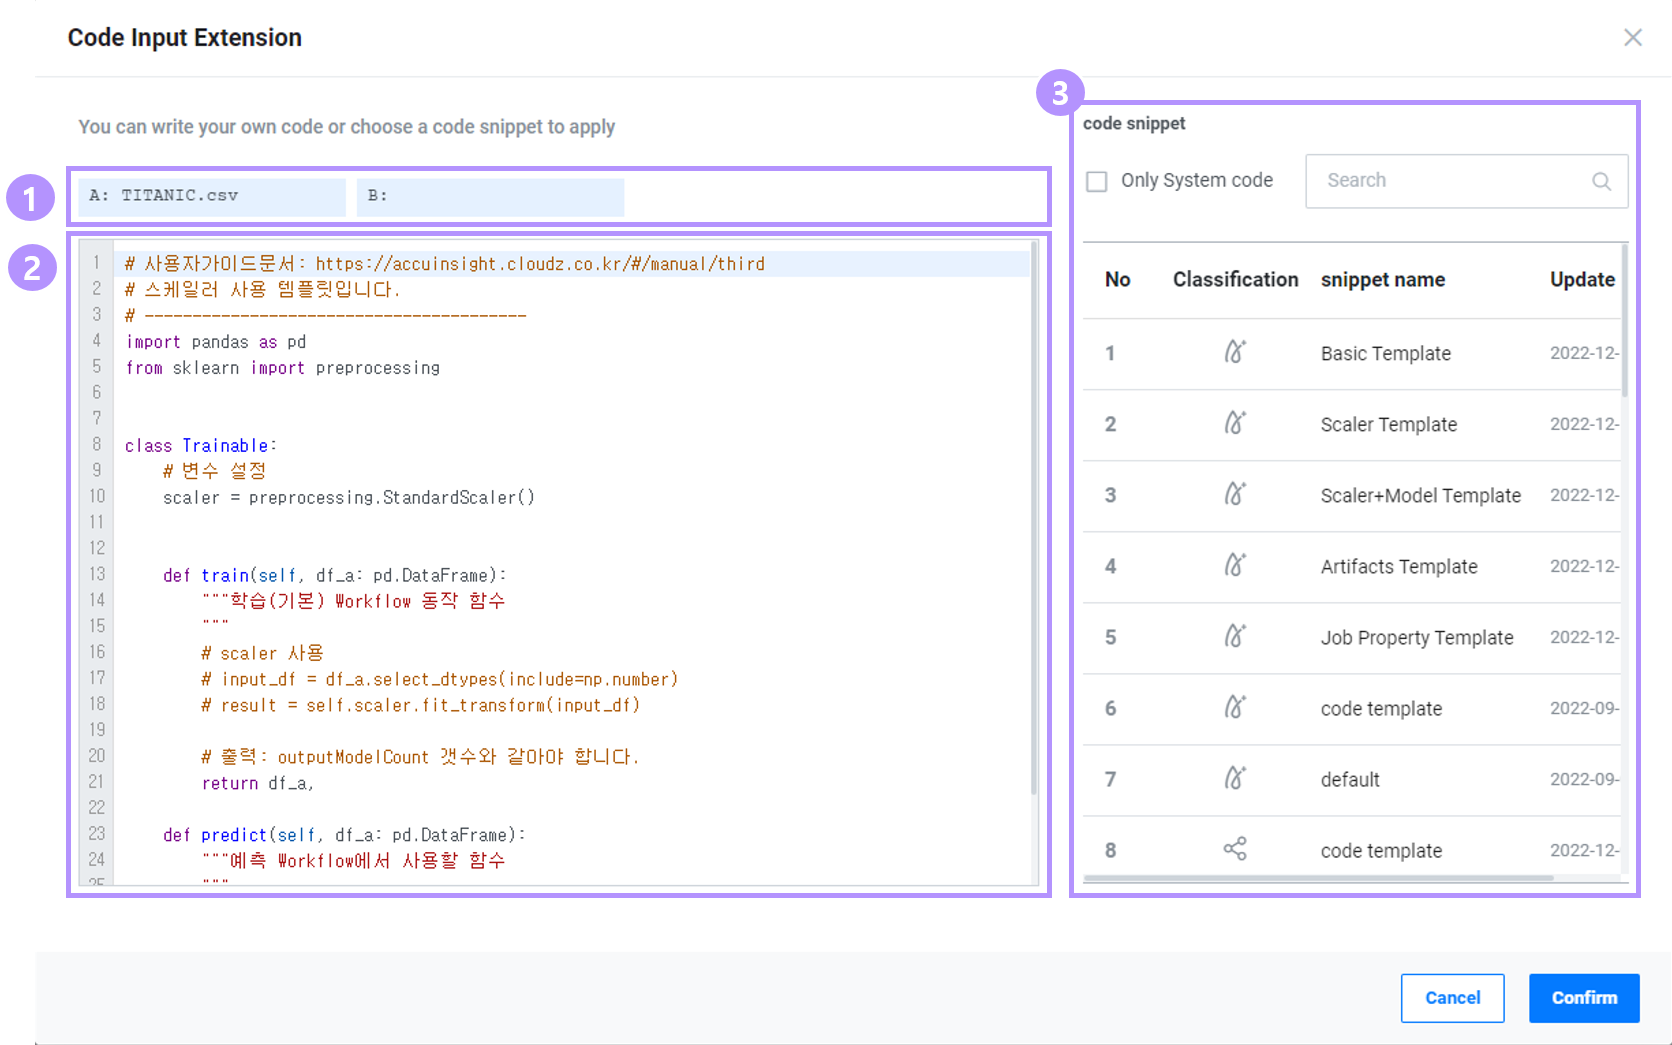 Code Input Extension
You can write your own code or choose a code snippet to apply
1
A: TITANIC.csv
B:
2
1 # 사용자가이드문서: https://accuinsight.cloudz.co.kr/#/manual/third
2 # 스케일러 사용 템플릿입니다.
3 # ----------------------------------------
4 import pandas as pd
5 from sklearn import preprocessing
6
7
8 class Trainable:
9     # 변수 설정
10     scaler = preprocessing.StandardScaler()
11
12
13     def train(self, df_a: pd.DataFrame):
14         """학습(기본) Workflow 동작 함수
15         """
16         # scaler 사용
17         # input_df = df_a.select_dtypes(include=np.number)
18         # result = self.scaler.fit_transform(input_df)
19
20         # 출력: outputModelCount 갯수와 같아야 합니다.
21         return df_a,
22
23     def predict(self, df_a: pd.DataFrame):
24         """예측 Workflow에서 사용할 함수
25         """
3
code snippet
Only System code
Search
No Classification snippet name Update
1 Basic Template 2022-12-
2 Scaler Template 2022-12-
3 Scaler+Model Template 2022-12-
4 Artifacts Template 2022-12-
5 Job Property Template 2022-12-
6 code template 2022-09-
7 default 2022-09-
8 code template 2022-12-
Cancel
Confirm